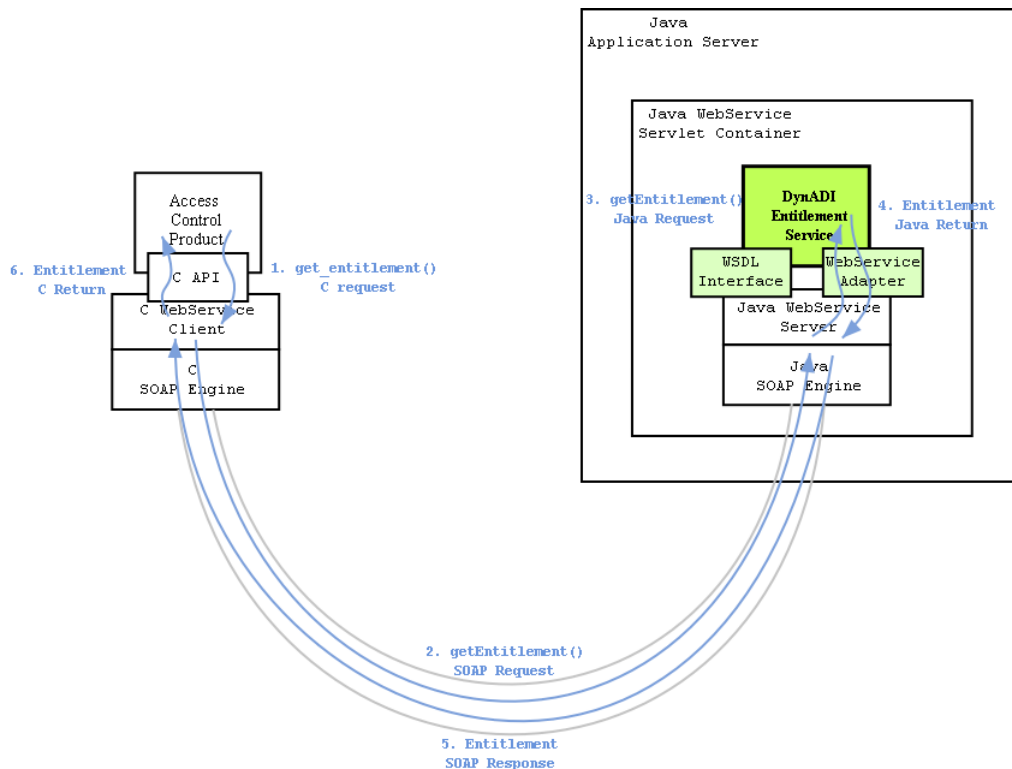 Java
Application Server
Java WebService
Servlet Container
Access
Control
Product
C API
C WebService
Client
C
SOAP Engine
6. Entitlement
C Return
1. get_entitlement()
C request
3. getEntitlement()
Java Request
DynADI
Entitlement
Service
4. Entitlement
Java Return
WSDL
Interface
WebService
Adapter
Java WebService
Server
Java
SOAP Engine
2. getEntitlement()
SOAP Request
5. Entitlement
SOAP Response